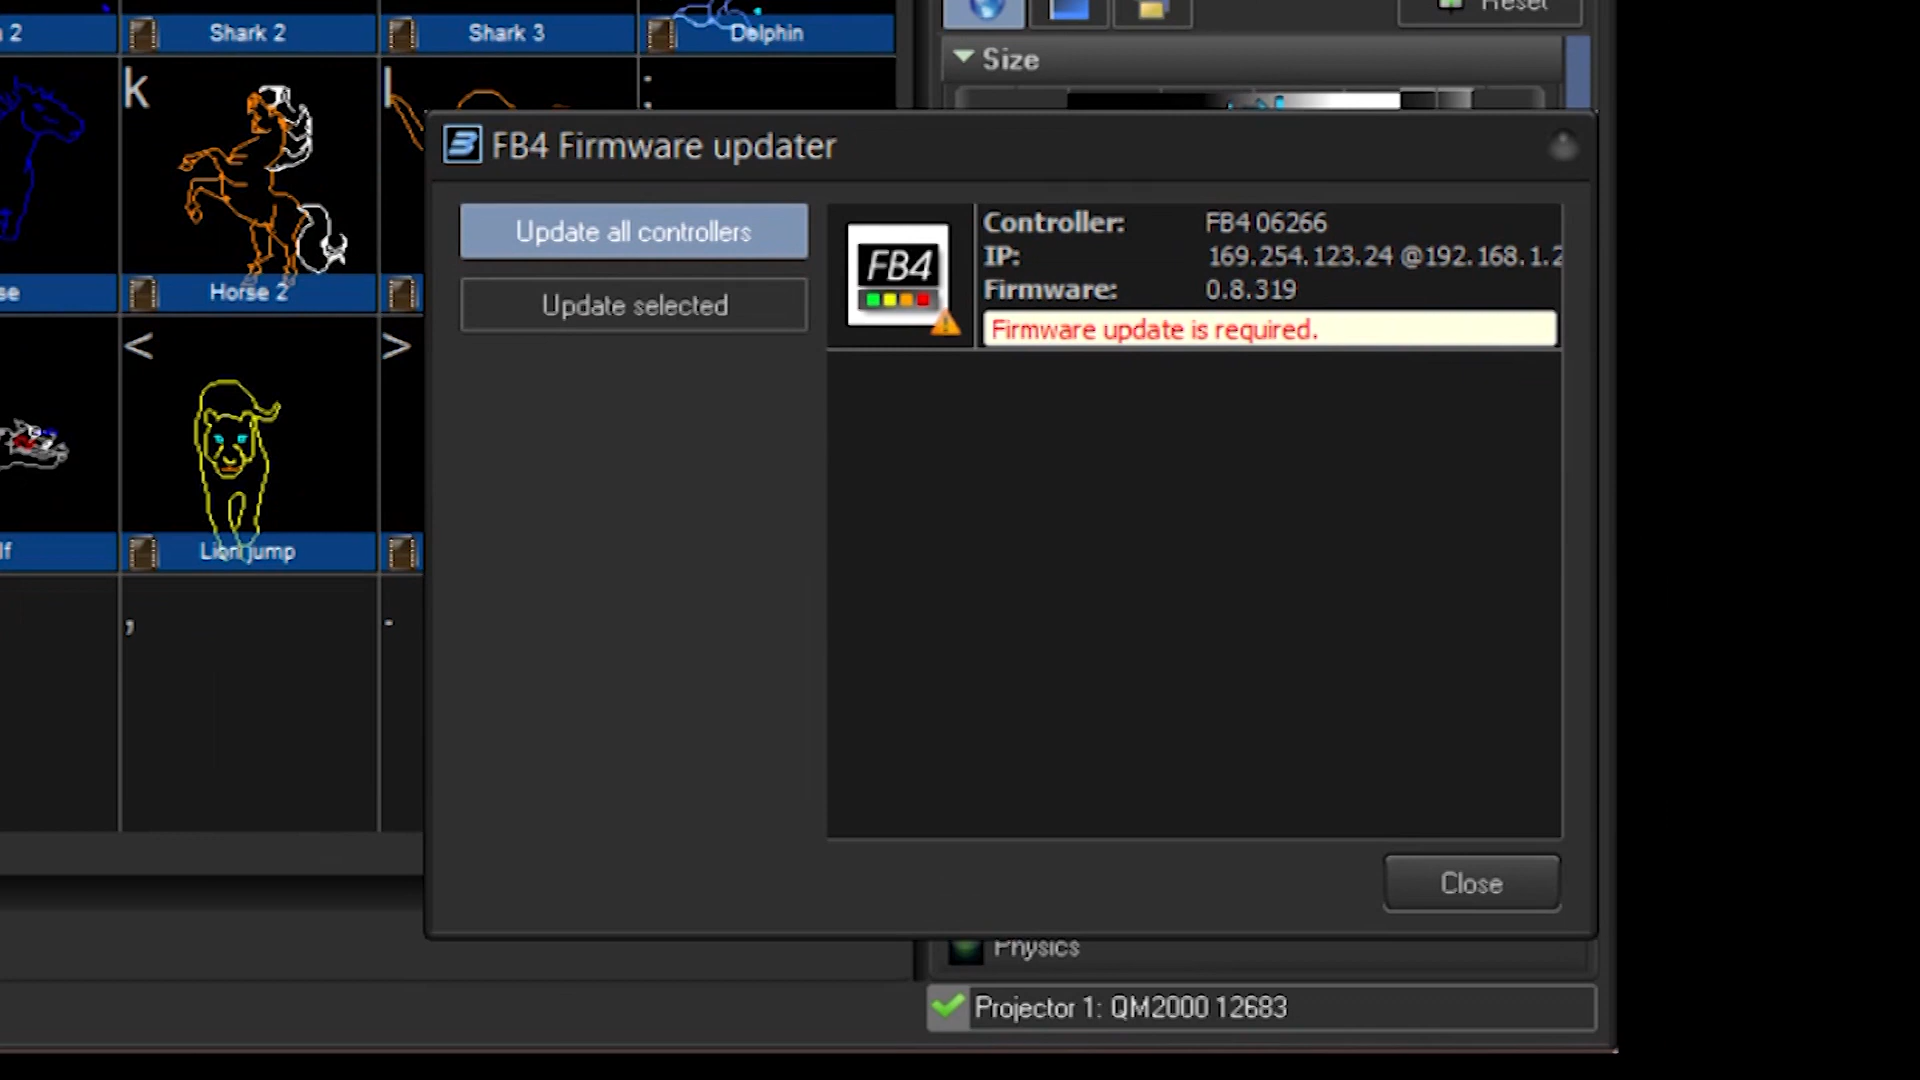 2
Shark 2
Shark 3
Dolphin
Reset
Size
k
l
:
FB4 Firmware updater
Update all controllers
Update selected
FB4
Controller: FB4 06266
IP: 169.254.123.24 @192.168.1.2
Firmware: 0.8.319
Firmware update is required.
se
Horse 2
<
>
lf
Lion jump
,
.
Close
Physics
Projector 1: QM2000 12683